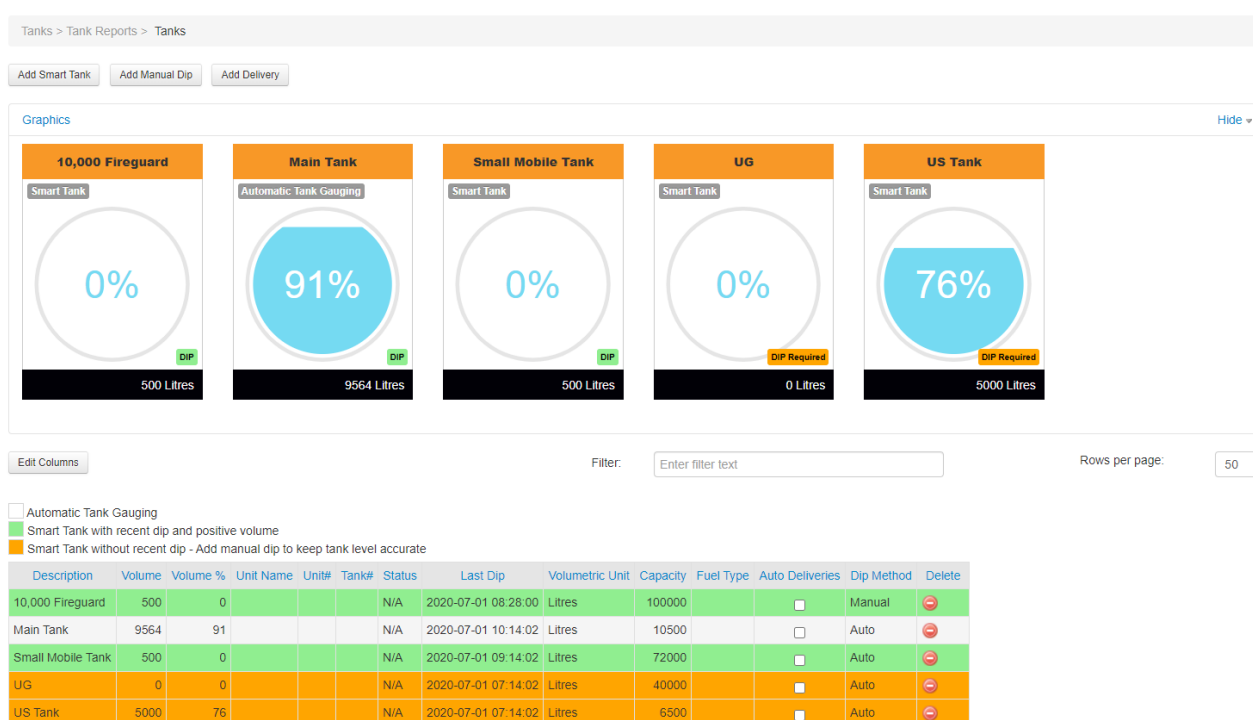 Tanks > Tank Reports > Tanks
Add Smart Tank Add Manual Dip Add Delivery
Graphics Hide
10,000 Fireguard Main Tank Small Mobile Tank UG US Tank
Smart Tank Automatic Tank Gauging Smart Tank Smart Tank Smart Tank
0% 91% 0% 0% 76%
DIP DIP DIP DIP Required DIP Required
500 Litres 9564 Litres 500 Litres 0 Litres 5000 Litres
Edit Columns Filter: Enter filter text Rows per page: 50
Automatic Tank Gauging
Smart Tank with recent dip and positive volume
Smart Tank without recent dip - Add manual dip to keep tank level accurate
Description Volume Volume % Unit Name Unit# Tank# Status Last Dip Volumetric Unit Capacity Fuel Type Auto Deliveries Dip Method Delete
10,000 Fireguard 500 0 N/A 2020-07-01 08:28:00 Litres 100000 Manual
Main Tank 9564 91 N/A 2020-07-01 10:14:02 Litres 10500 Auto
Small Mobile Tank 500 0 N/A 2020-07-01 09:14:02 Litres 72000 Auto
UG 0 0 N/A 2020-07-01 07:14:02 Litres 40000 Auto
US Tank 5000 76 N/A 2020-07-01 07:14:02 Litres 6500 Auto